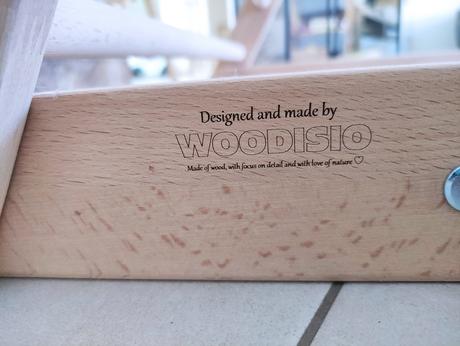 Designed and made by
WOODISIO
Made of wood, with focus on detail and with love of nature ♡